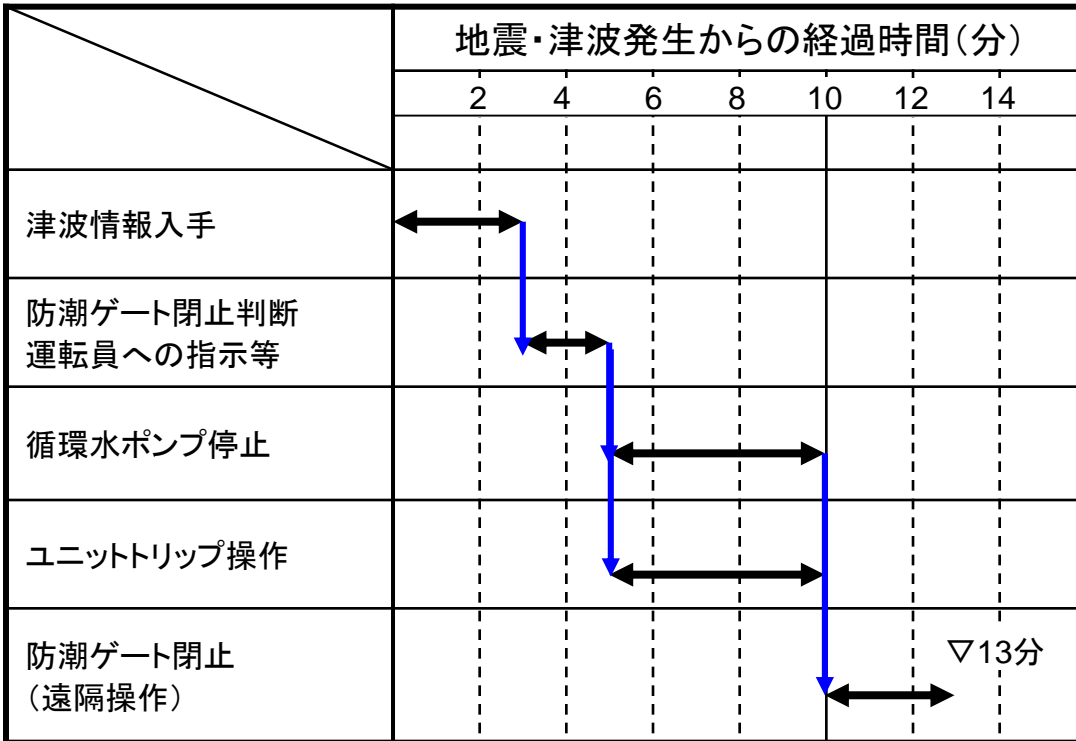 地震・津波発生からの経過時間(分)
2 4 6 8 10 12 14
津波情報入手
防潮ゲート閉止判断
運転員への指示等
循環水ポンプ停止
ユニットトリップ操作
防潮ゲート閉止
(遠隔操作)
▽13分